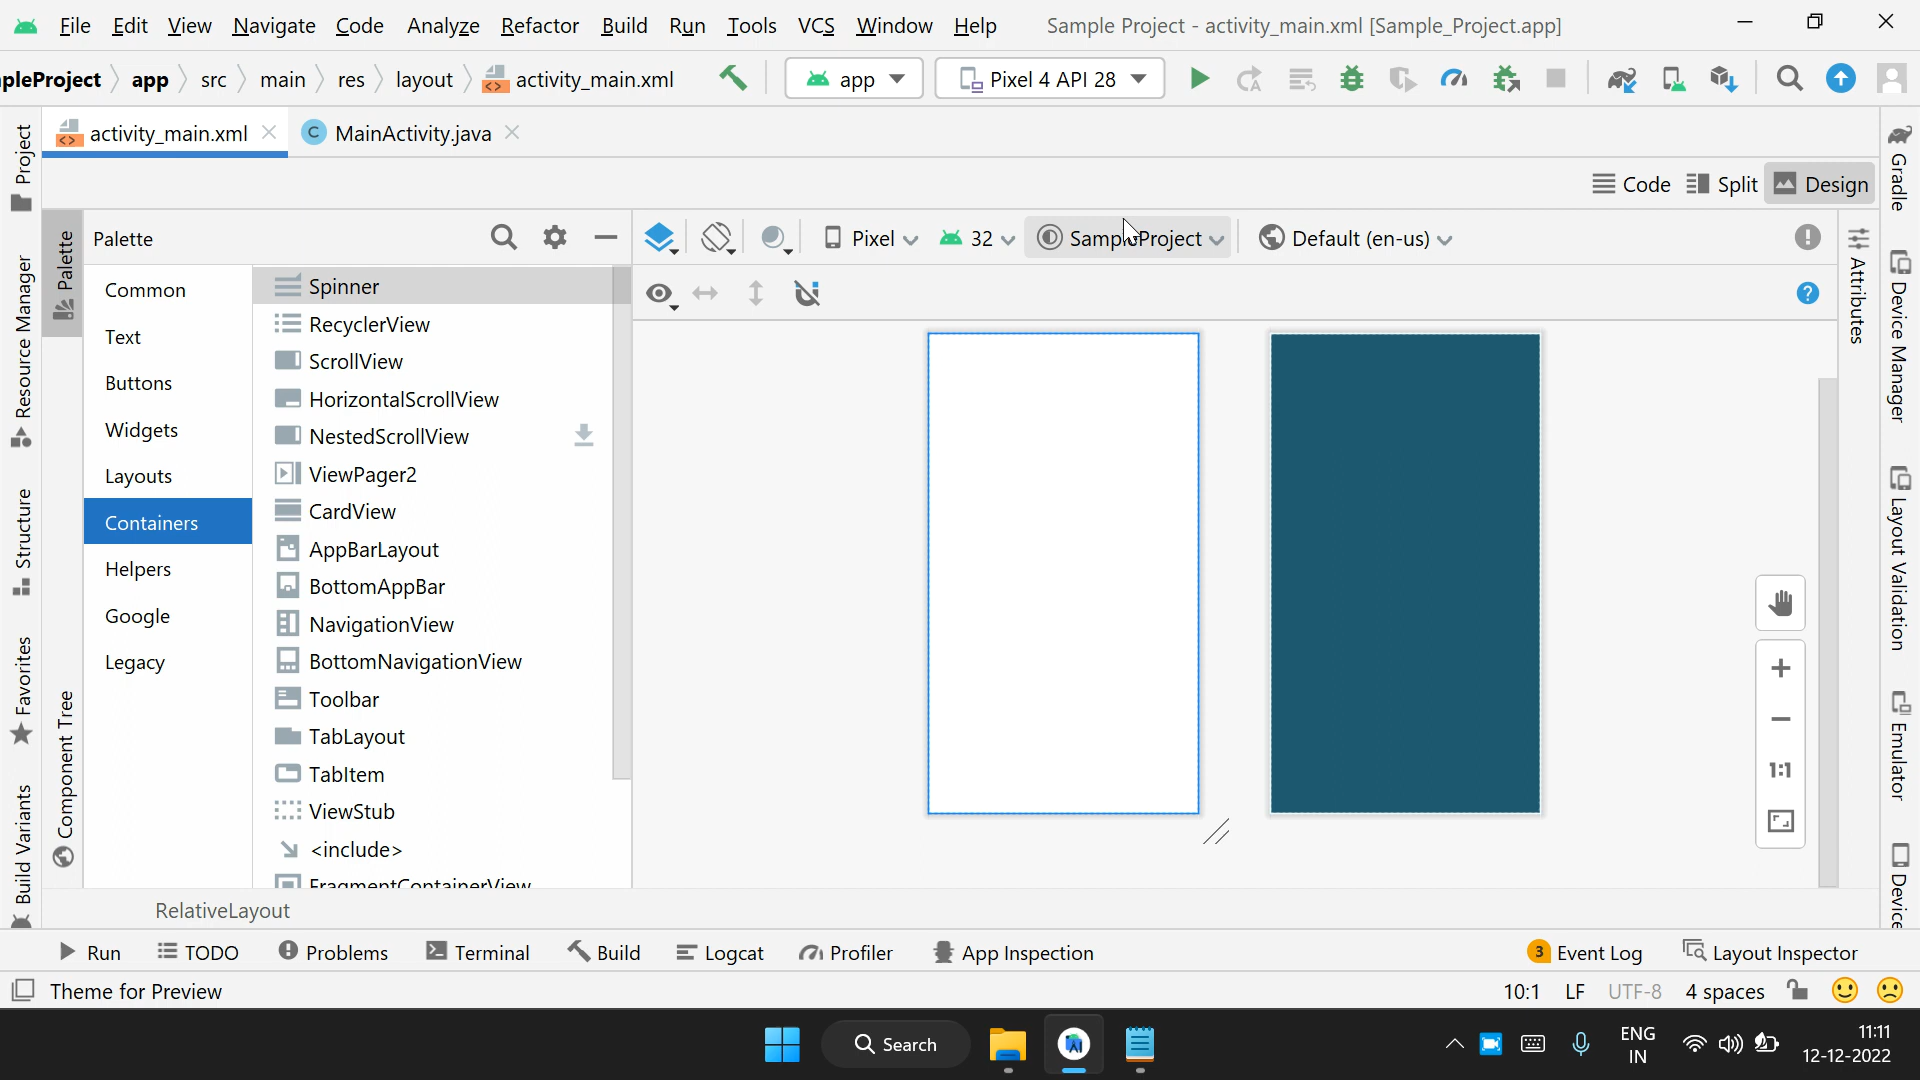 File Edit View Navigate Code Analyze Refactor Build Run Tools VCS Window Help Sample Project - activity_main.xml [Sample_Project.app]
pleProject app src main res layout activity_main.xml app Pixel 4 API 28
activity_main.xml MainActivity.java
Code Split Design
Palette Pixel 32 SampleProject Default (en-us)
Common
Text
Buttons
Widgets
Layouts
Containers
Helpers
Google
Legacy
Spinner
RecyclerView
ScrollView
HorizontalScrollView
NestedScrollView
ViewPager2
CardView
AppBarLayout
BottomAppBar
NavigationView
BottomNavigationView
Toolbar
TabLayout
TabItem
ViewStub
<include>
FragmentContainerView
1:1
Project
Resource Manager
Structure
Favorites
Build Variants
Palette
Component Tree
Attributes
Gradle
Device Manager
Layout Validation
Emulator
Device
RelativeLayout
Run TODO Problems Terminal Build Logcat Profiler App Inspection 3 Event Log Layout Inspector
Theme for Preview 10:1 LF UTF-8 4 spaces
Search
ENG
IN
11:11
12-12-2022